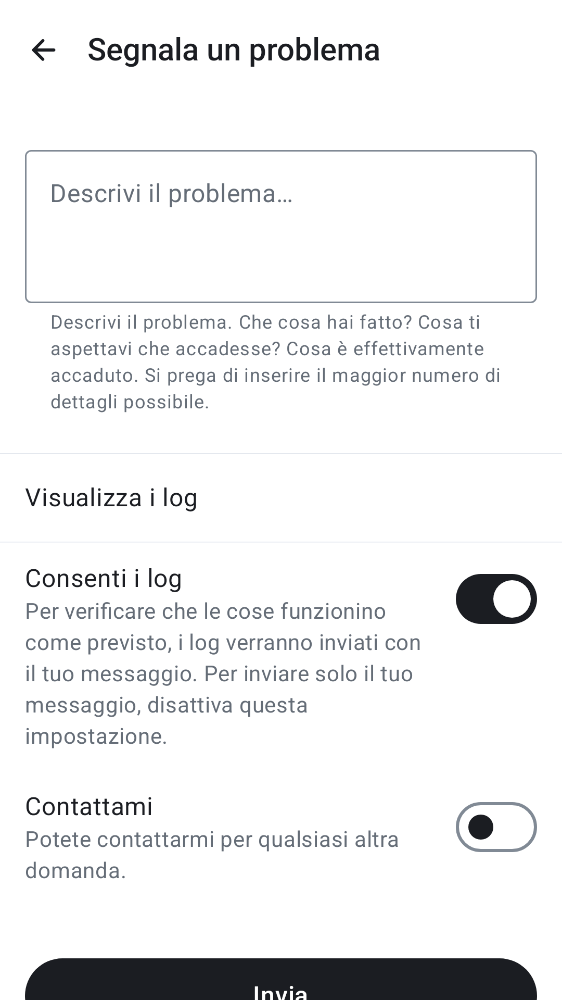 Segnala un problema
Descrivi il problema…
Descrivi il problema. Che cosa hai fatto? Cosa ti
aspettavi che accadesse? Cosa è effettivamente
accaduto. Si prega di inserire il maggior numero di
dettagli possibile.
Visualizza i log
Consenti i log
Per verificare che le cose funzionino
come previsto, i log verranno inviati con
il tuo messaggio. Per inviare solo il tuo
messaggio, disattiva questa
impostazione.
Contattami
Potete contattarmi per qualsiasi altra
domanda.
Invia